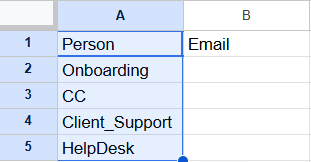 A B
1 Person Email
2 Onboarding
3 CC
4 Client_Support
5 HelpDesk